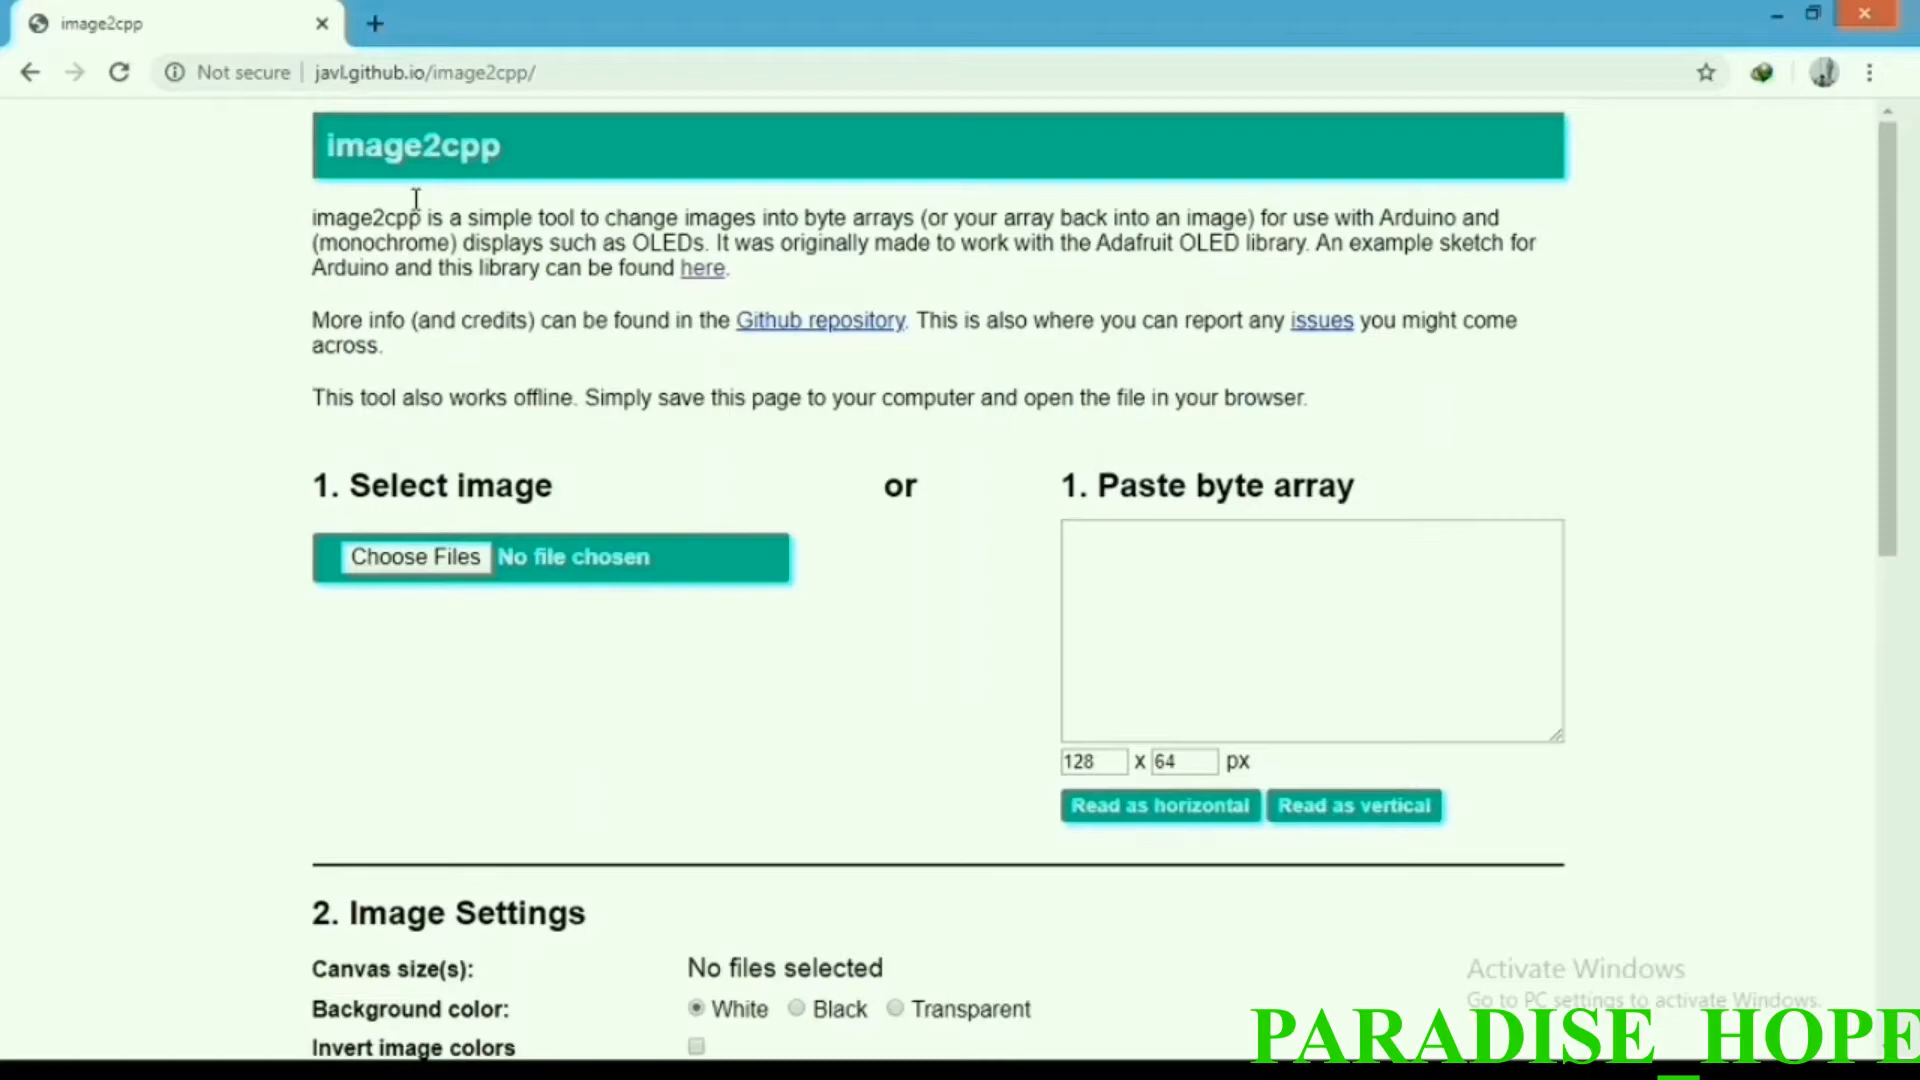 image2cpp
Not secure
javl.github.io/image2cpp/
image2cpp
image2cpp is a simple tool to change images into byte arrays (or your array back into an image) for use with Arduino and
(monochrome) displays such as OLEDs. It was originally made to work with the Adafruit OLED library. An example sketch for
Arduino and this library can be found here.
More info (and credits) can be found in the Github repository. This is also where you can report any issues you might come
across.
This tool also works offline. Simply save this page to your computer and open the file in your browser.
1. Select image
or
1. Paste byte array
Choose Files No file chosen
128 x 64 px
Read as horizontal Read as vertical
2. Image Settings
Canvas size(s): No files selected
Background color: White Black Transparent
Invert image colors
Activate Windows
Go to PC settings to activate Windows.
PARADISE_HOPE